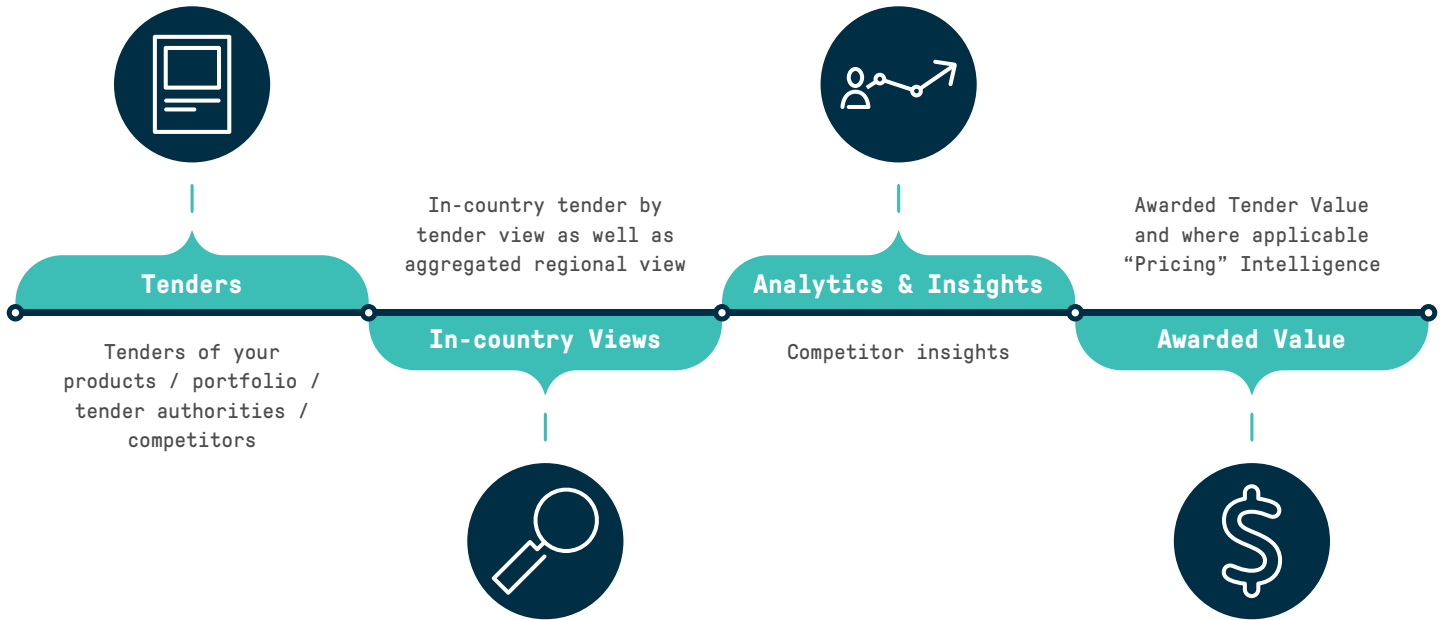 Tenders
Tenders of your
products / portfolio /
tender authorities /
competitors
In-country tender by
tender view as well as
aggregated regional view
In-country Views
Analytics & Insights
Competitor insights
Awarded Tender Value
and where applicable
“Pricing” Intelligence
Awarded Value
$